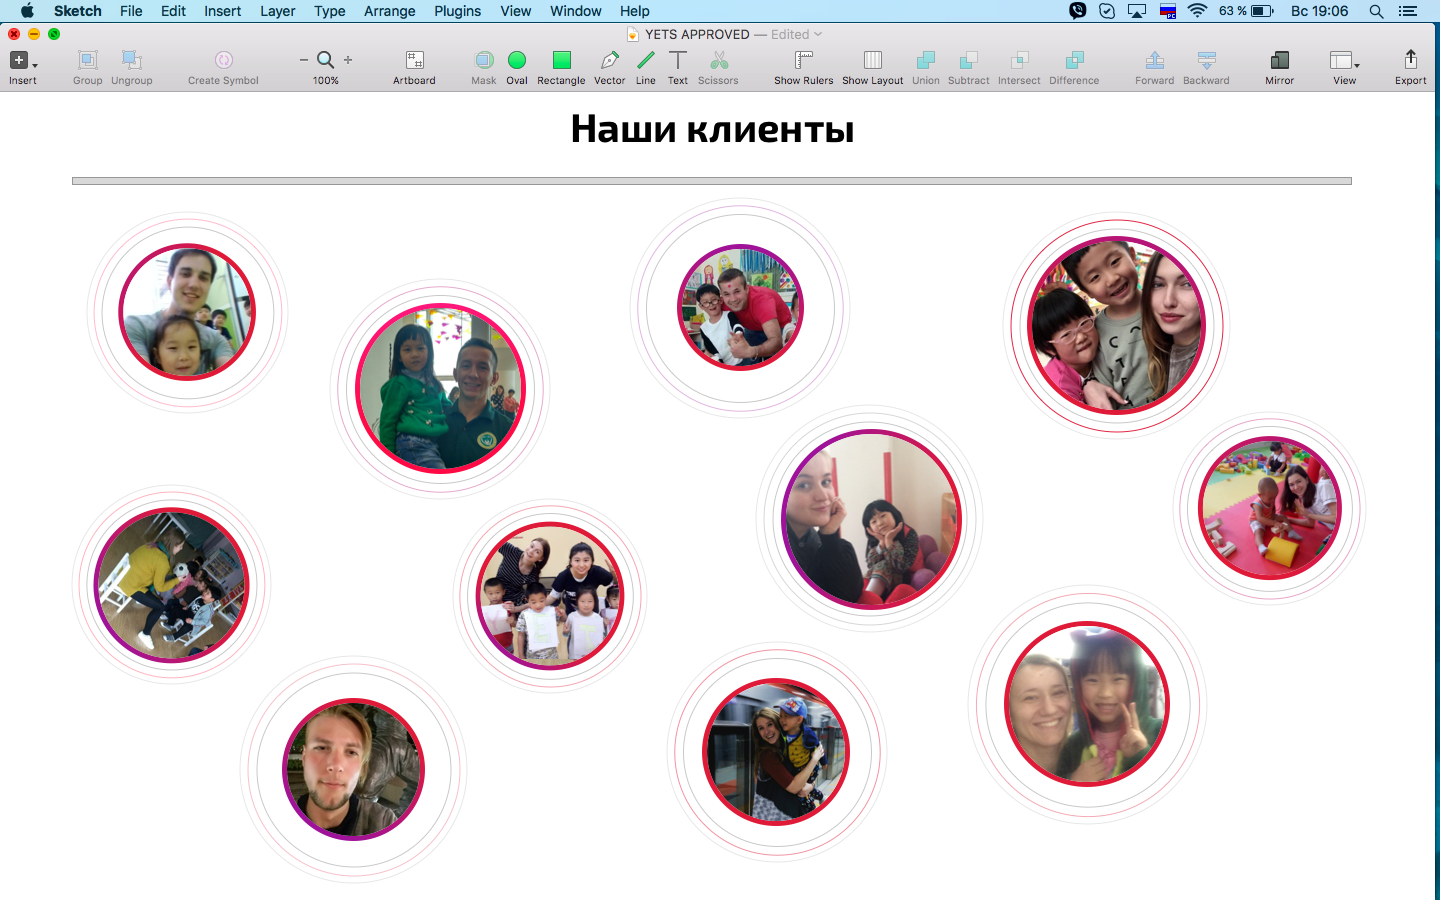 Sketch File Edit Insert Layer Type Arrange Plugins View Window Help 63 % Вс 19:06
YETS APPROVED — Edited
Insert Group Ungroup Create Symbol 100% Artboard Mask Oval Rectangle Vector Line Text Scissors Show Rulers Show Layout Union Subtract Intersect Difference Forward Backward Mirror View Export
Наши клиенты